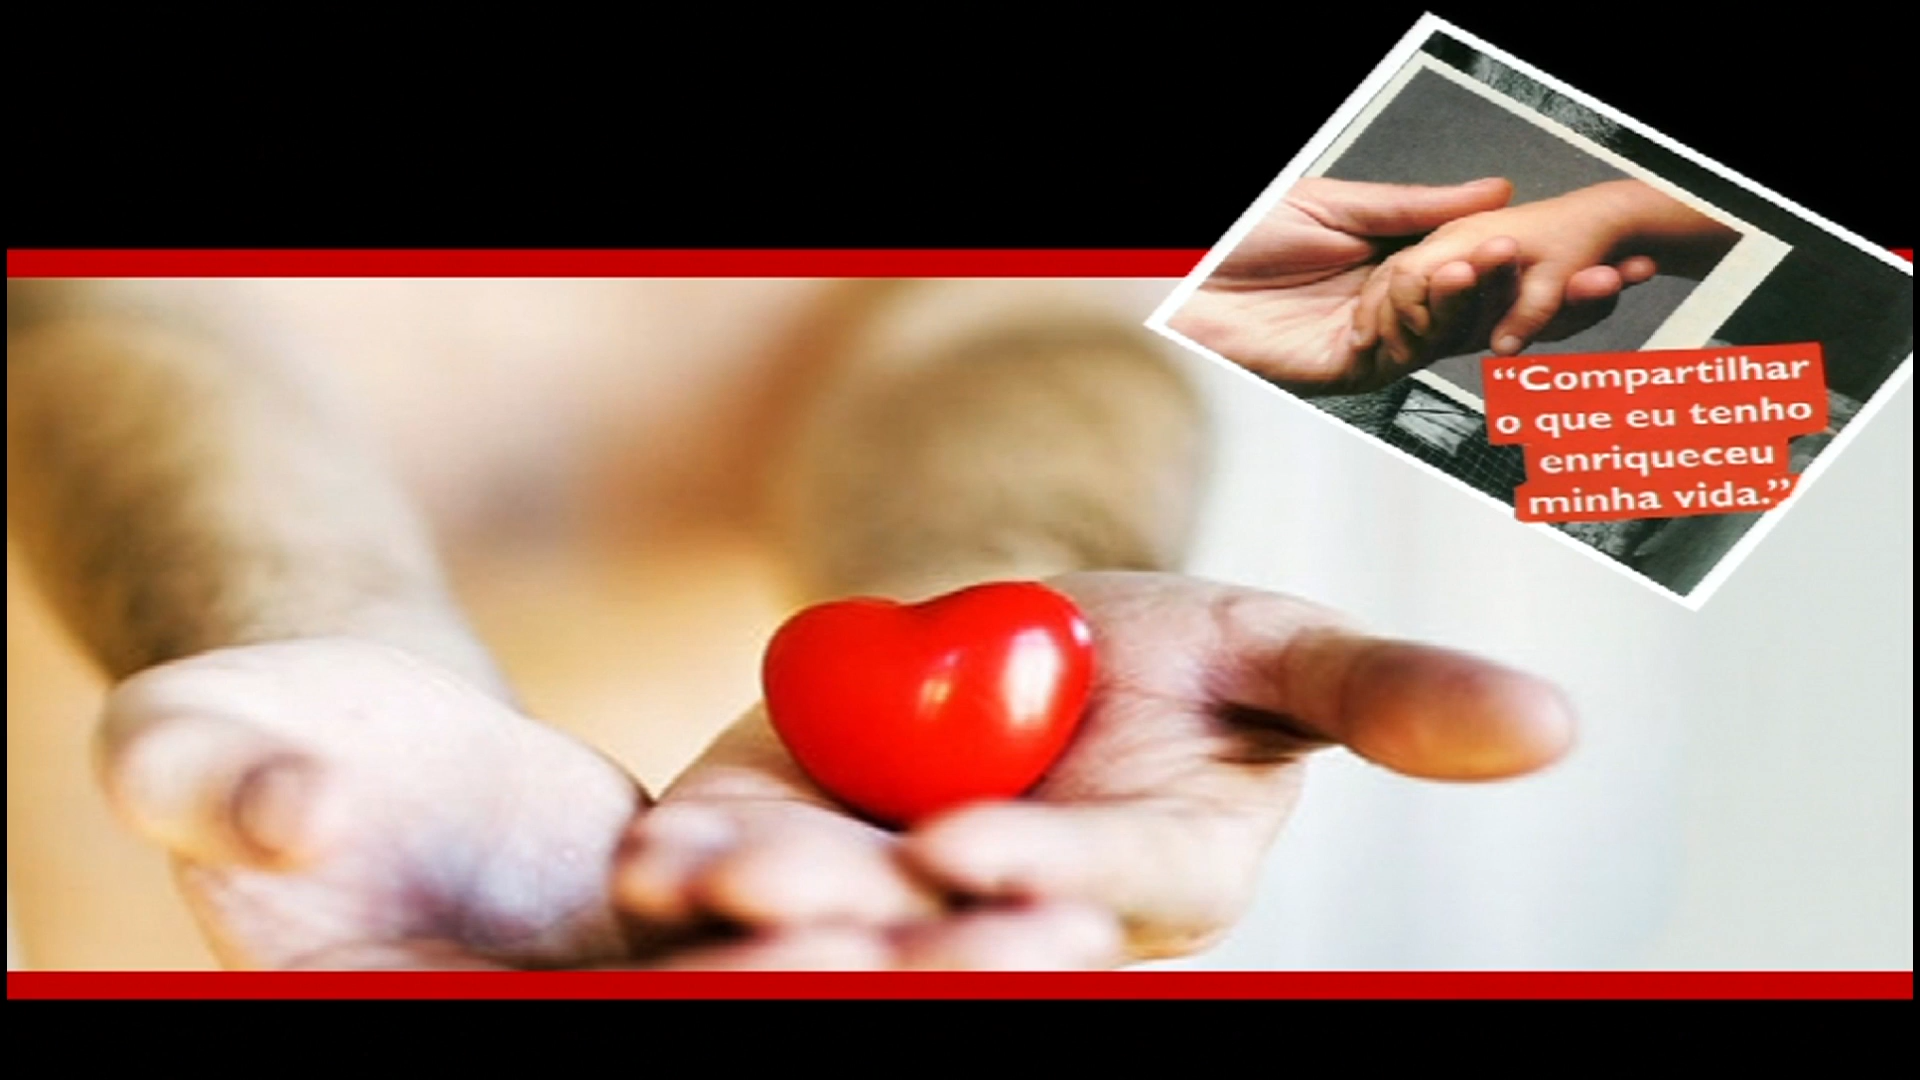 “Compartilhar
o que eu tenho
enriqueceu
minha vida.”